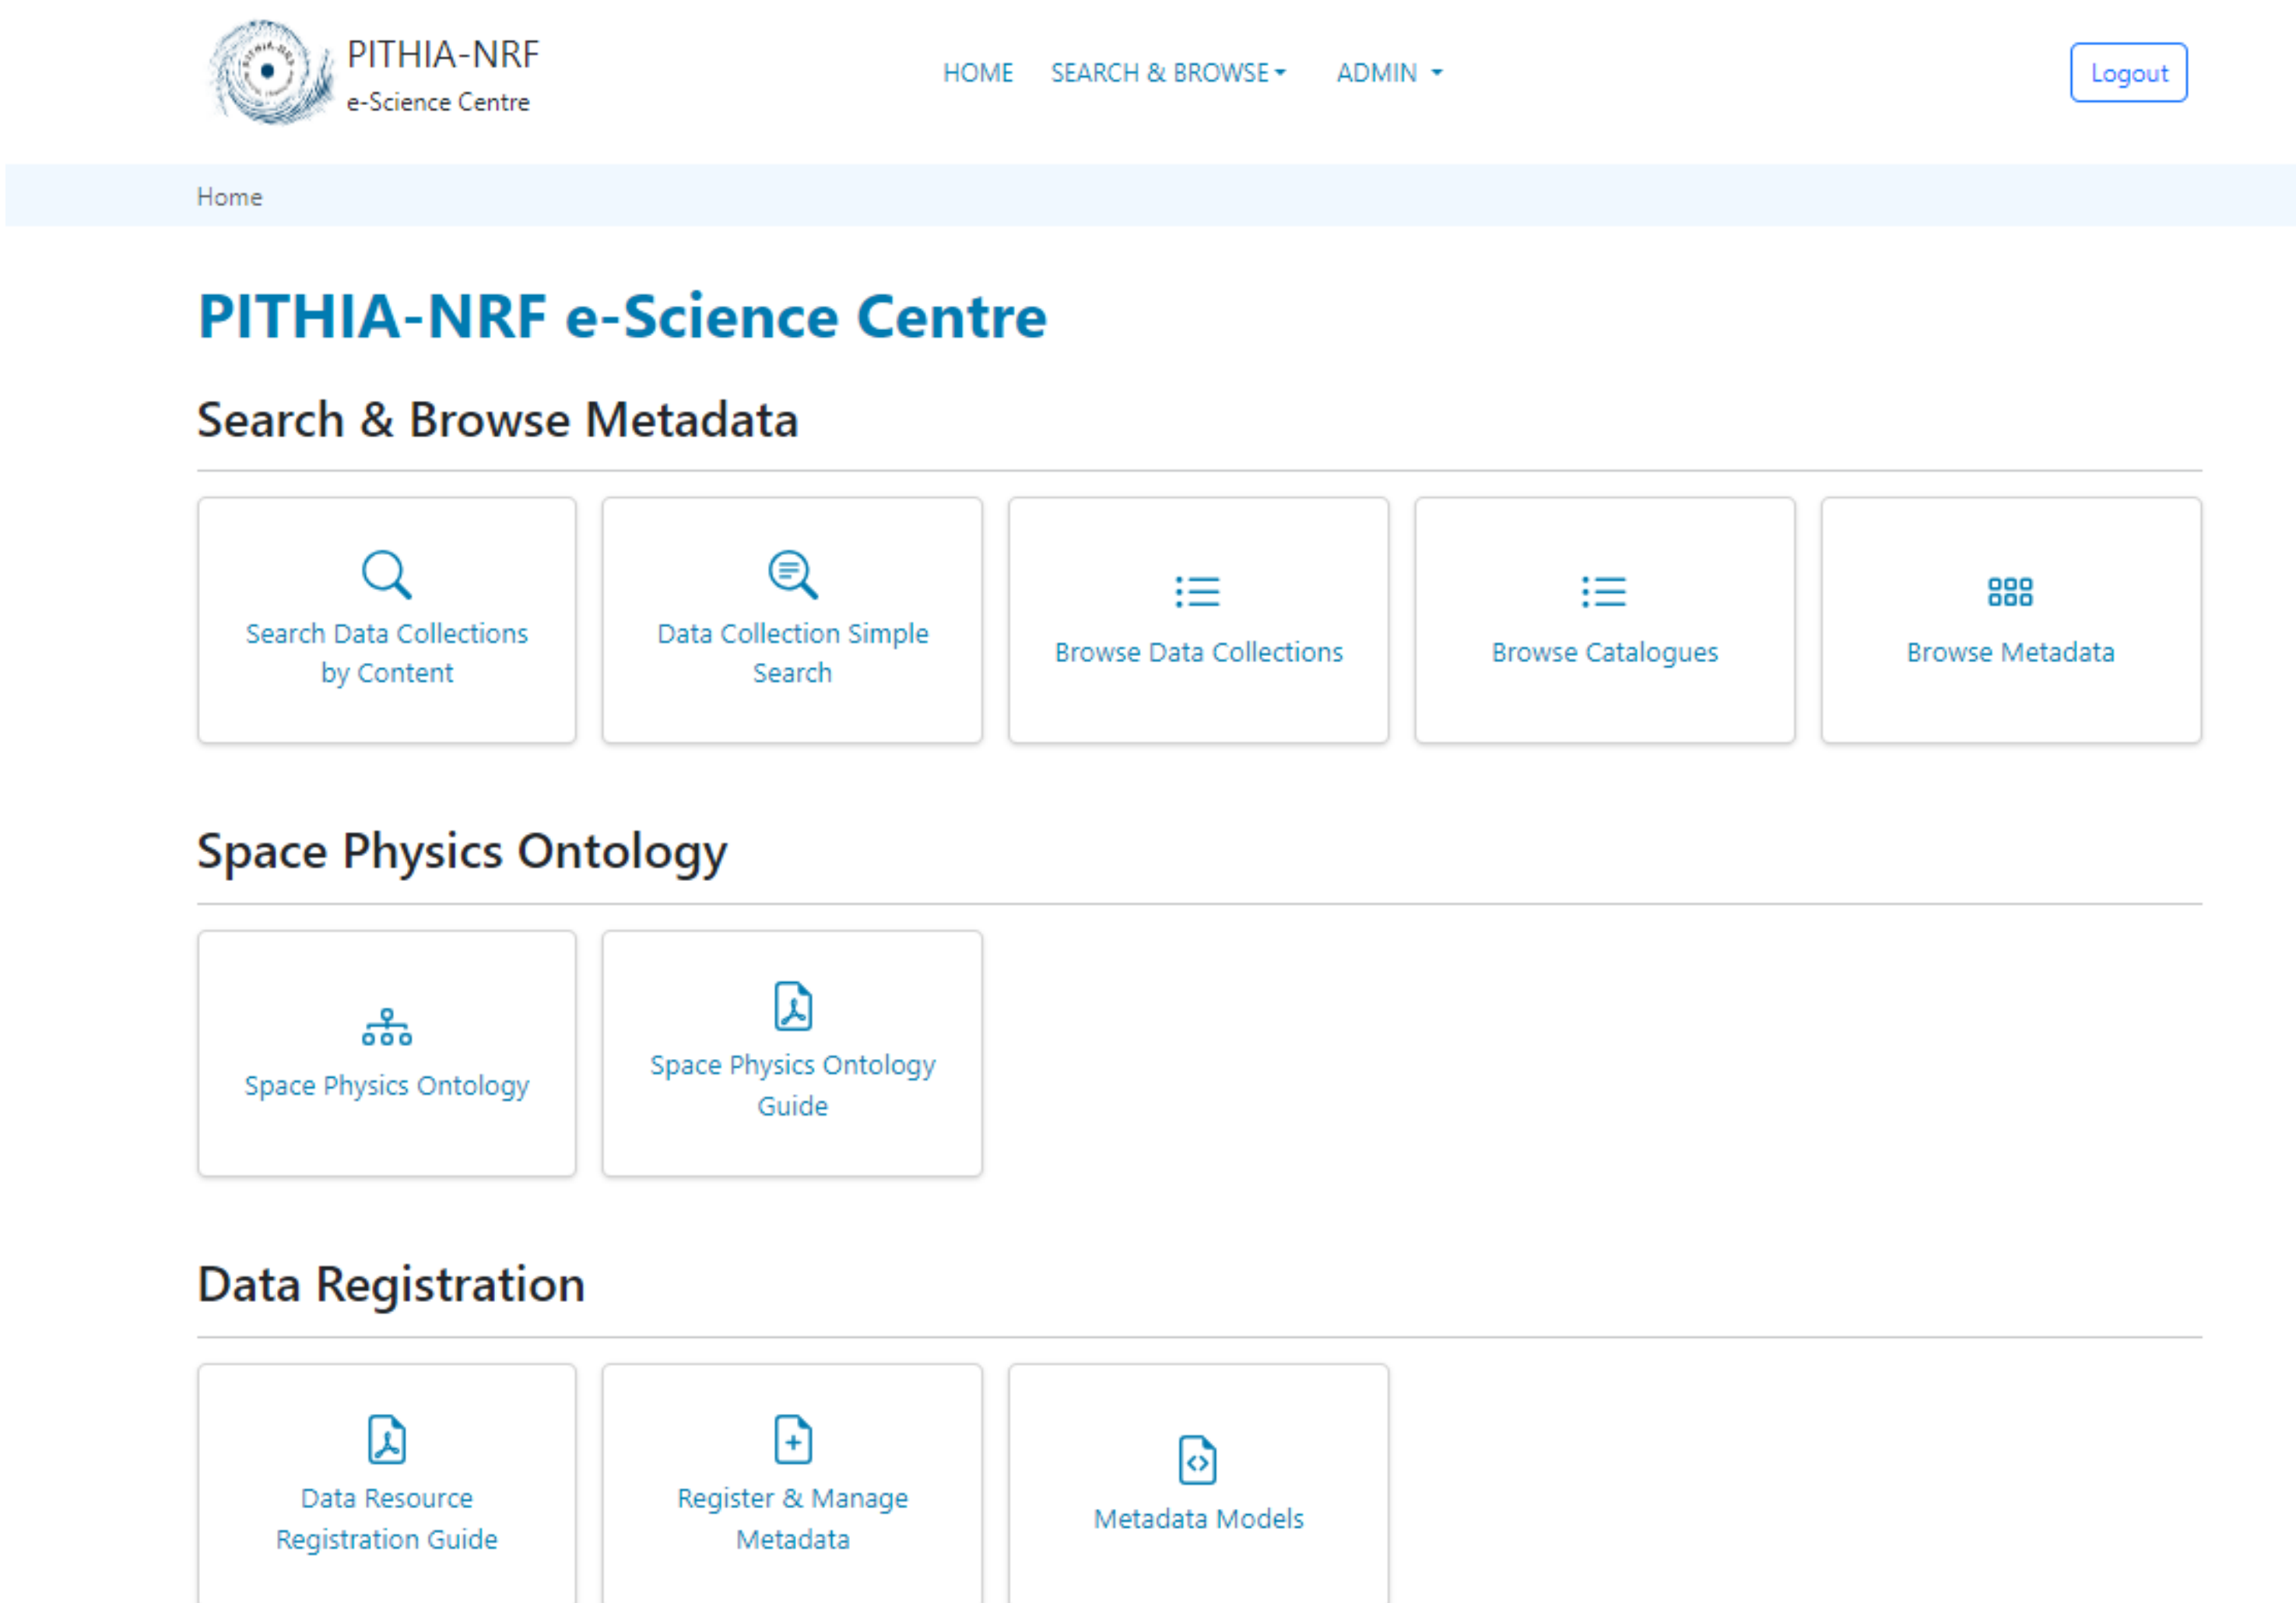 PITHIA-NRF
e-Science Centre
HOME SEARCH & BROWSE ADMIN
Logout
Home
PITHIA-NRF e-Science Centre
Search & Browse Metadata
Search Data Collections
by Content
Data Collection Simple
Search
Browse Data Collections
Browse Catalogues
Browse Metadata
Space Physics Ontology
Space Physics Ontology
Space Physics Ontology
Guide
Data Registration
Data Resource
Registration Guide
Register & Manage
Metadata
Metadata Models